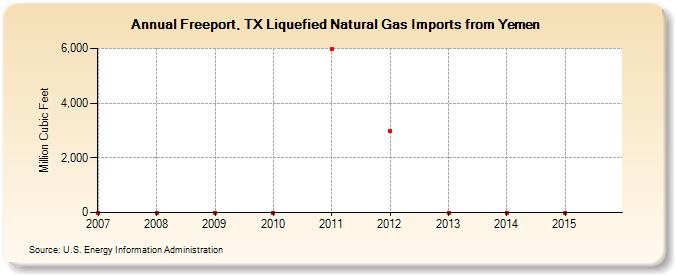 Annual Freeport, TX Liquefied Natural Gas Imports from Yemen
Million Cubic Feet
6,000
4,000
2,000
0
2007 2008 2009 2010 2011 2012 2013 2014 2015
Source: U.S. Energy Information Administration